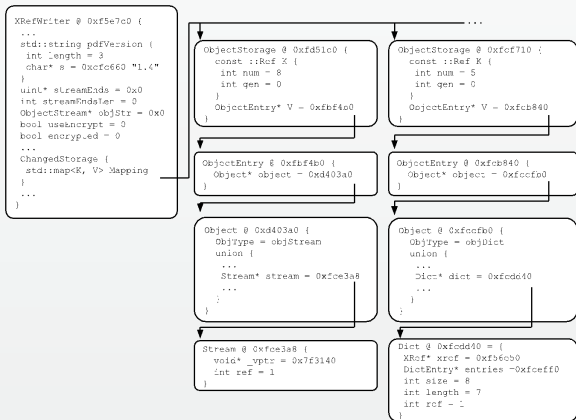 XRefWriter @ 0xf5e7c0 {
...
std::string pdfVersion {
int length = 3
char* s = 0xcfc660 "1.4"
}
uint* streamEnds = 0x0
int streamEndsLen = 0
ObjectStream* objStr = 0x0
bool useEncrypt = 0
bool encrypted = 0
...
ChangedStorage {
std::map<K, V> Mapping
}
...
}
...
ObjectStorage @ 0xfd51c0 {
const ::Ref K {
int num = 8
int gen = 0
}
ObjectEntry* V = 0xfbf4b0
}
ObjectEntry @ 0xfbf4b0 {
Object* object = 0xd403a0
}
Object @ 0xd403a0 {
ObjType = objStream
union {
...
Stream* stream = 0xfce3a8
...
}
}
Stream @ 0xfce3a8 {
void* _vptr = 0x7f3140
int ref = 1
}
ObjectStorage @ 0xfcf710 {
const ::Ref K {
int num = 5
int gen = 0
}
ObjectEntry* V = 0xfcb840
}
ObjectEntry @ 0xfcb840 {
Object* object = 0xfccfb0
}
Object @ 0xfccfb0 {
ObjType = objDict
union {
...
Dict* dict = 0xfcdd40
...
}
}
Dict @ 0xfcdd40 = {
XRef* xref = 0xf56e50
DictEntry* entries =0xfceff0
int size = 8
int length = 7
int ref = 1
}